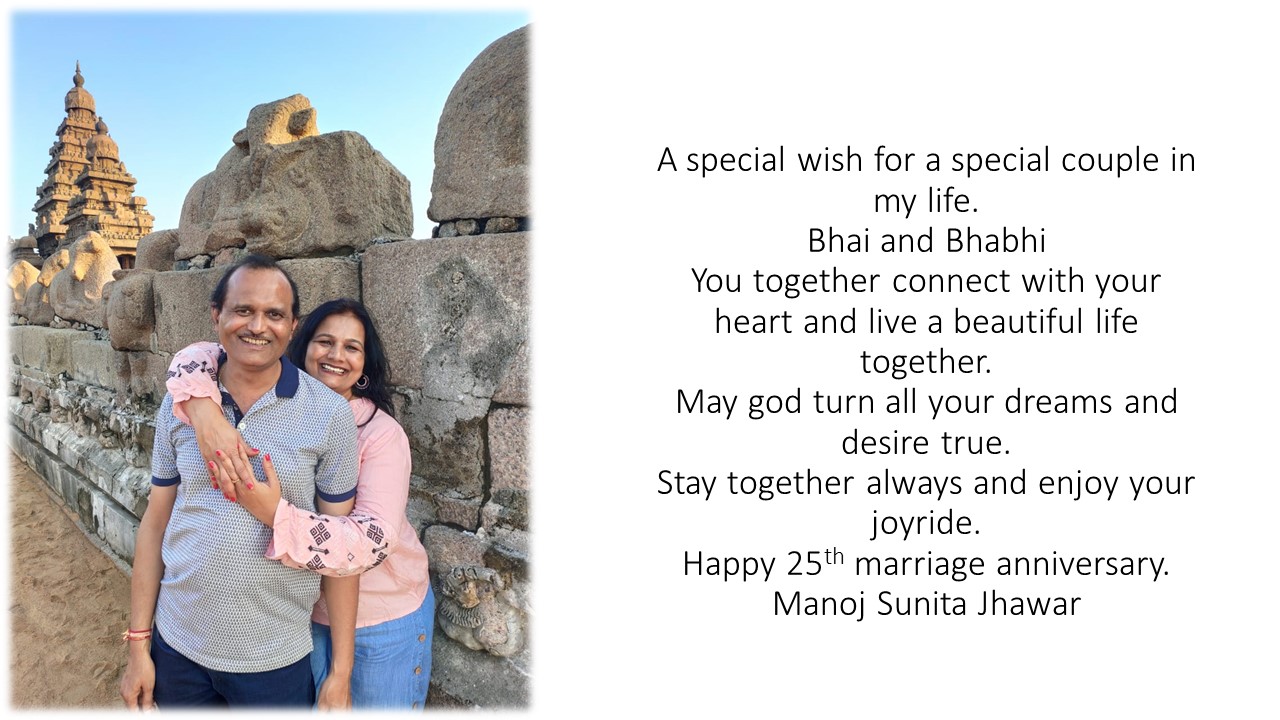 A special wish for a special couple in
my life.
Bhai and Bhabhi
You together connect with your
heart and live a beautiful life
together.
May god turn all your dreams and
desire true.
Stay together always and enjoy your
joyride.
Happy 25th marriage anniversary.
Manoj Sunita Jhawar